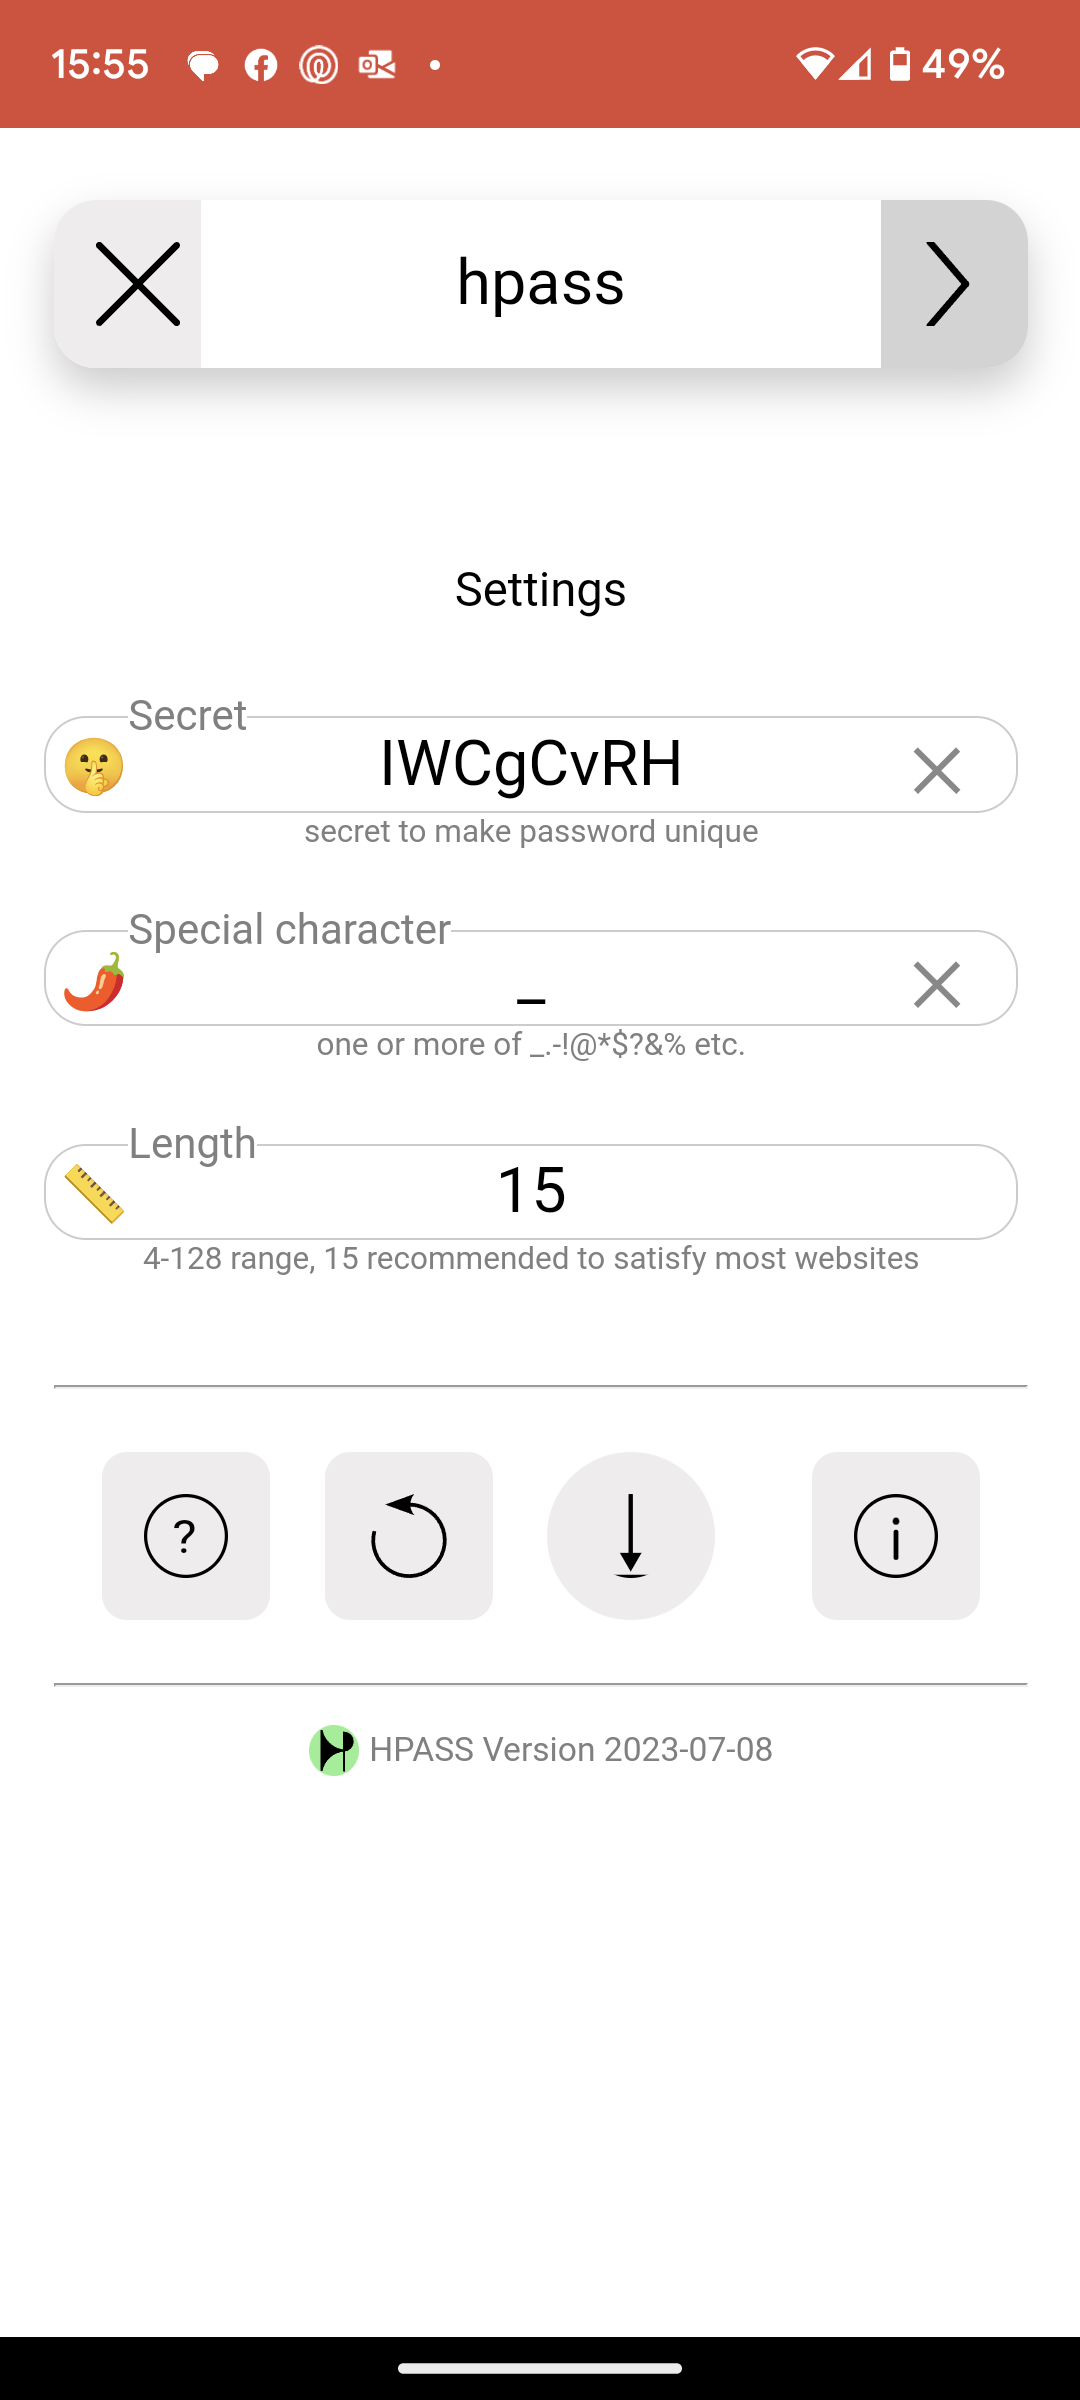 15:55
49%
hpass
Settings
Secret
IWCgCvRH
secret to make password unique
Special character
_
one or more of _.-!@*$?&% etc.
Length
15
4-128 range, 15 recommended to satisfy most websites
?
i
HPASS Version 2023-07-08